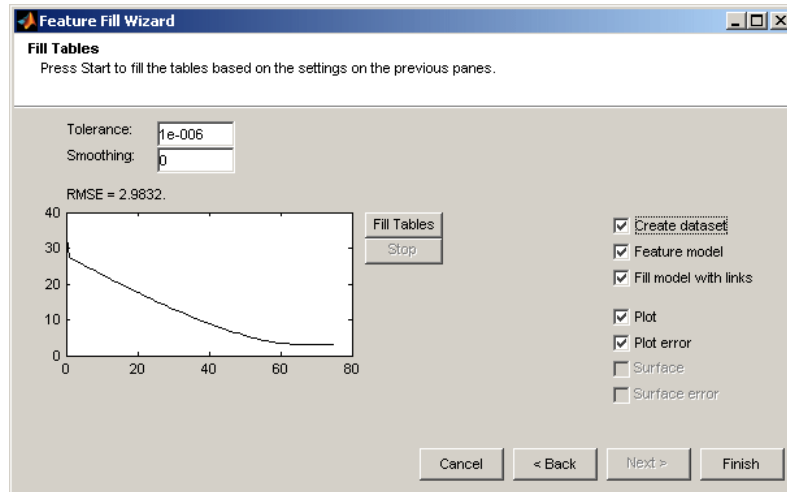 Feature Fill Wizard
Fill Tables
Press Start to fill the tables based on the settings on the previous panes.
Tolerance: 1e-006
Smoothing: 0
RMSE = 2.9832.
40
30
20
10
0
0 20 40 60 80
Fill Tables
Stop
Create dataset
Feature model
Fill model with links
Plot
Plot error
Surface
Surface error
Cancel < Back Next > Finish